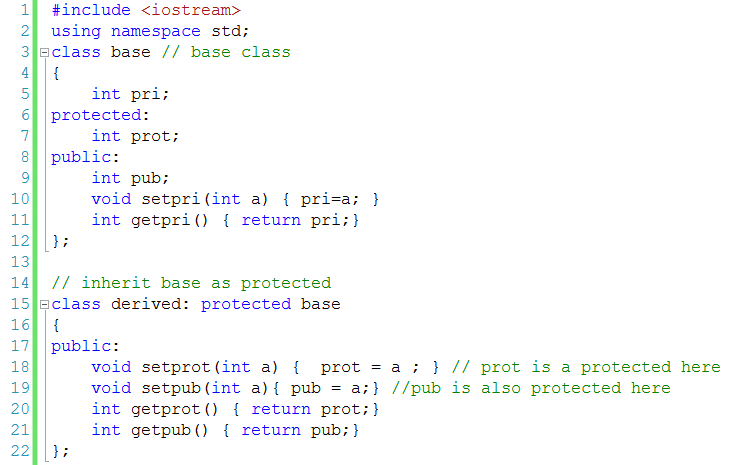 1 #include <iostream>
2 using namespace std;
3 class base // base class
4 {
5     int pri;
6 protected:
7     int prot;
8 public:
9     int pub;
10     void setpri(int a) { pri=a; }
11     int getpri() { return pri;}
12 };
13
14 // inherit base as protected
15 class derived: protected base
16 {
17 public:
18     void setprot(int a) {  prot = a ; } // prot is a protected here
19     void setpub(int a){ pub = a;} //pub is also protected here
20     int getprot() { return prot;}
21     int getpub() { return pub;}
22 };